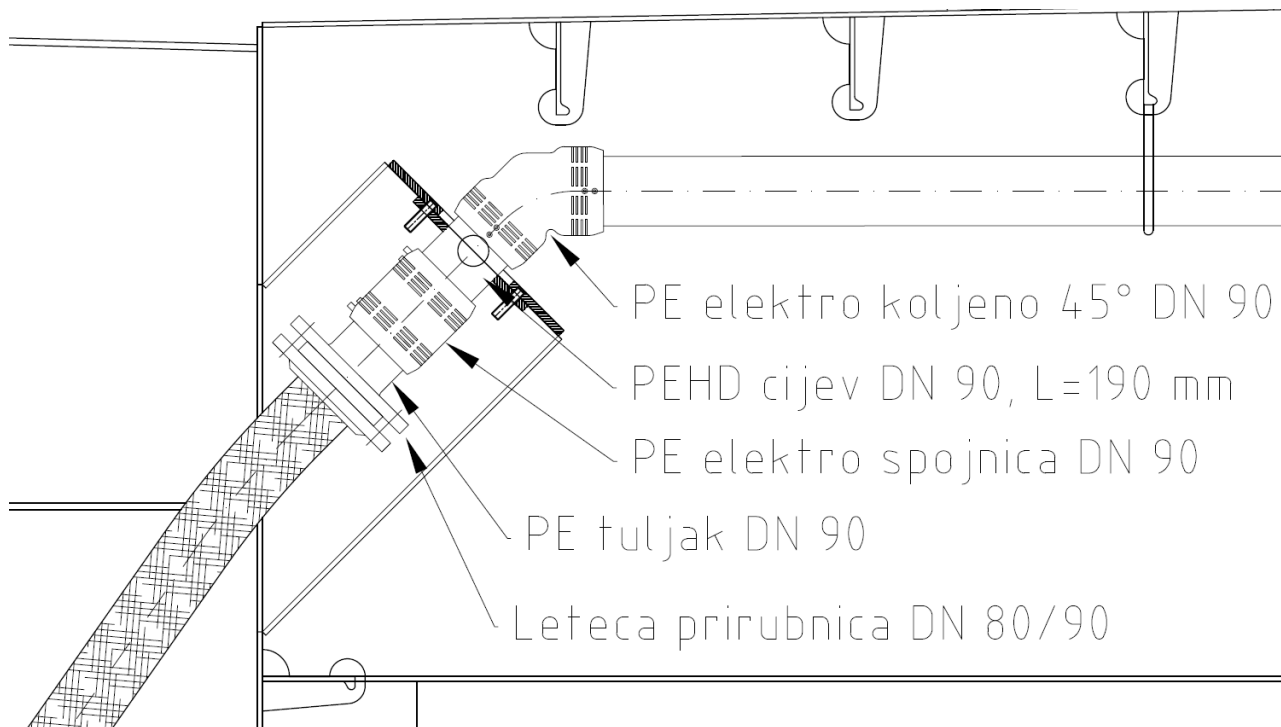 PE elektro koljeno 45° DN 90
PEHD cijev DN 90, L=190 mm
PE elektro spojnica DN 90
PE tuljak DN 90
Leteca prirubnica DN 80/90